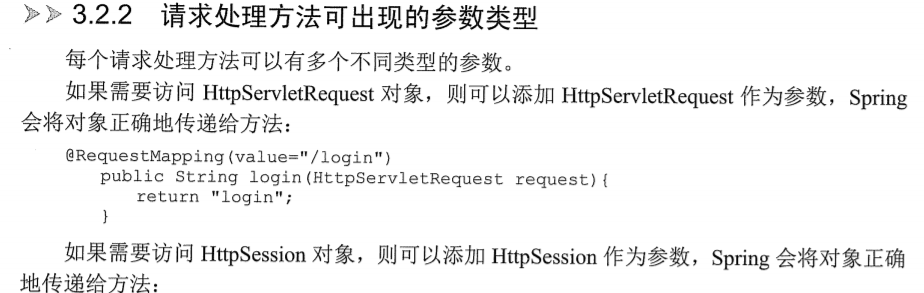 3.2.2 请求处理方法可出现的参数类型
每个请求处理方法可以有多个不同类型的参数。
如果需要访问 HttpServletRequest 对象，则可以添加 HttpServletRequest 作为参数，Spring
会将对象正确地传递给方法：
@RequestMapping(value="/login")
public String login(HttpServletRequest request){
return "login";
}
如果需要访问 HttpSession 对象，则可以添加 HttpSession 作为参数，Spring 会将对象正确
地传递给方法：